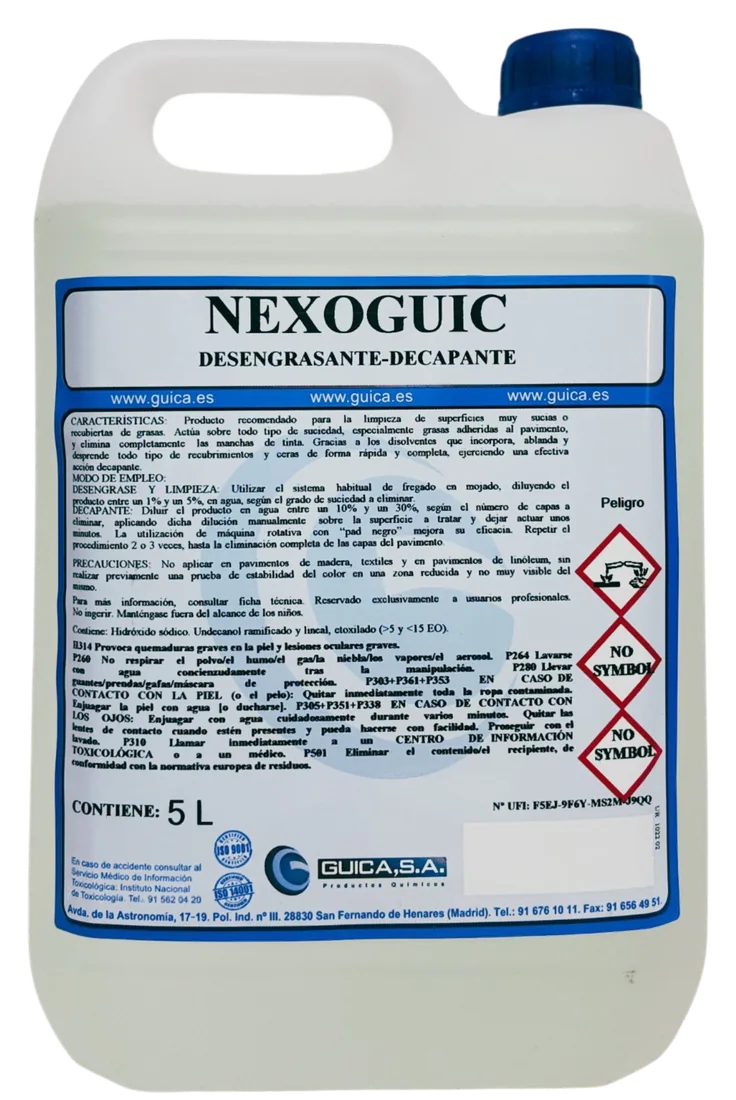 NEXOGUIC
DESENGRASANTE-DECAPANTE
www.guica.es www.guica.es www.guica.es
CARACTERÍSTICAS: Producto recomendado para la limpieza de superficies muy sucias o
recubiertas de grasas. Actúa sobre todo tipo de suciedad, especialmente grasas adheridas al pavimento,
y elimina completamente las manchas de tinta. Gracias a los disolventes que incorpora, ablanda y
desprende todo tipo de recubrimientos y ceras de forma rápida y completa, ejerciendo una efectiva
acción decapante.
MODO DE EMPLEO:
DESENGRASE Y LIMPIEZA: Utilizar el sistema habitual de fregado en mojado, diluyendo el
producto entre un 1% y un 5%, en agua, según el grado de suciedad a eliminar.
DECAPANTE: Diluir el producto en agua entre un 10% y un 30%, según el número de capas a
eliminar, aplicando dicha dilución manualmente sobre la superficie a tratar y dejar actuar unos
minutos. La utilización de máquina rotativa con “pad negro” mejora su eficacia. Repetir el
procedimiento 2 o 3 veces, hasta la eliminación completa de las capas del pavimento.
PRECAUCIONES: No aplicar en pavimentos de madera, textiles y en pavimentos de linóleum, sin
realizar previamente una prueba de estabilidad del color en una zona reducida y no muy visible del
mismo.
Para más información, consultar ficha técnica. Reservado exclusivamente a usuarios profesionales.
No ingerir. Manténgase fuera del alcance de los niños.
Contiene: Hidróxido sódico. Undecanol ramificado y lineal, etoxilado (>5 y <15 EO).
H314 Provoca quemaduras graves en la piel y lesiones oculares graves.
P260 No respirar el polvo/el humo/el gas/la niebla/los vapores/el aerosol. P264 Lavarse
con agua concienzudamente tras la manipulación. P280 Llevar
guantes/prendas/gafas/máscara de protección. P303+P361+P353 EN CASO DE
CONTACTO CON LA PIEL (o el pelo): Quitar inmediatamente toda la ropa contaminada.
Enjuagar la piel con agua [o ducharse]. P305+P351+P338 EN CASO DE CONTACTO CON
LOS OJOS: Enjuagar con agua cuidadosamente durante varios minutos. Quitar las
lentes de contacto cuando estén presentes y pueda hacerse con facilidad. Proseguir con el
lavado. P310 Llamar inmediatamente a un CENTRO DE INFORMACIÓN
TOXICOLÓGICA o a un médico. P501 Eliminar el contenido/el recipiente, de
conformidad con la normativa europea de residuos.
Peligro
NO
SYMBOL
NO
SYMBOL
CONTIENE: 5 L
Nº UFI: F5EJ-9F6Y-MS2M-J9QQ
En caso de accidente consultar al
Servicio Médico de Información
Toxicológica: Instituto Nacional
de Toxicología. Tel.: 91 562 04 20
ISO 9001
ISO 14001
GUICA,S.A.
Productos Químicos
Avda. de la Astronomía, 17-19. Pol. Ind. nº III. 28830 San Fernando de Henares (Madrid). Tel.: 91 676 10 11. Fax: 91 656 49 51.